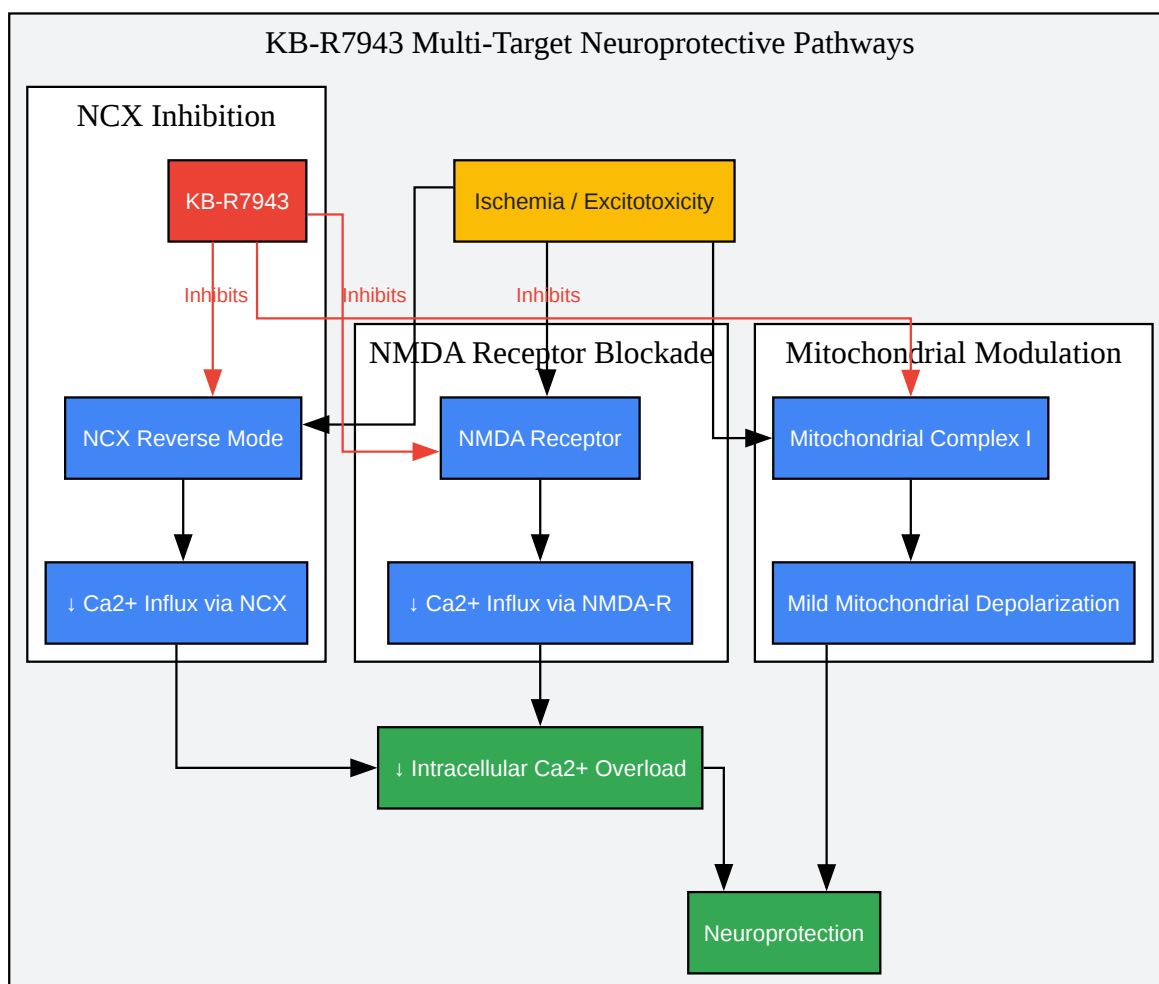 KB-R7943 Multi-Target Neuroprotective Pathways
NCX Inhibition
KB-R7943
Ischemia / Excitotoxicity
Inhibits
Inhibits
Inhibits
NMDA Receptor Blockade
Mitochondrial Modulation
NCX Reverse Mode
NMDA Receptor
Mitochondrial Complex I
↓ Ca2+ Influx via NCX
↓ Ca2+ Influx via NMDA-R
Mild Mitochondrial Depolarization
↓ Intracellular Ca2+ Overload
Neuroprotection